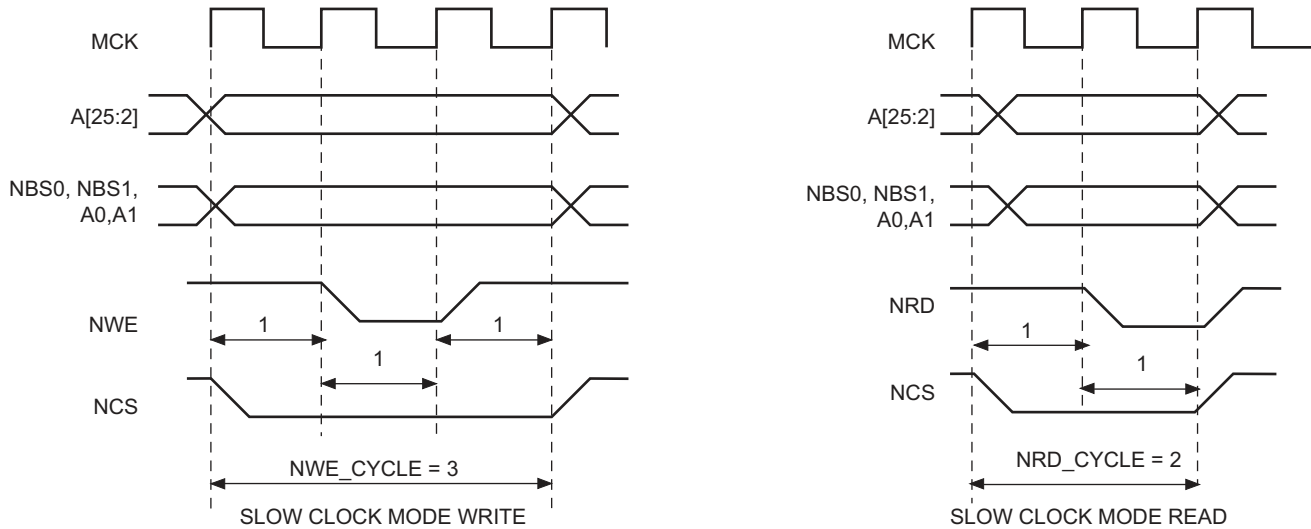 MCK
A[25:2]
NBS0, NBS1,
A0,A1
NWE
1
1
1
NCS
NWE_CYCLE = 3
SLOW CLOCK MODE WRITE
MCK
A[25:2]
NBS0, NBS1,
A0,A1
NRD
1
1
NCS
NRD_CYCLE = 2
SLOW CLOCK MODE READ